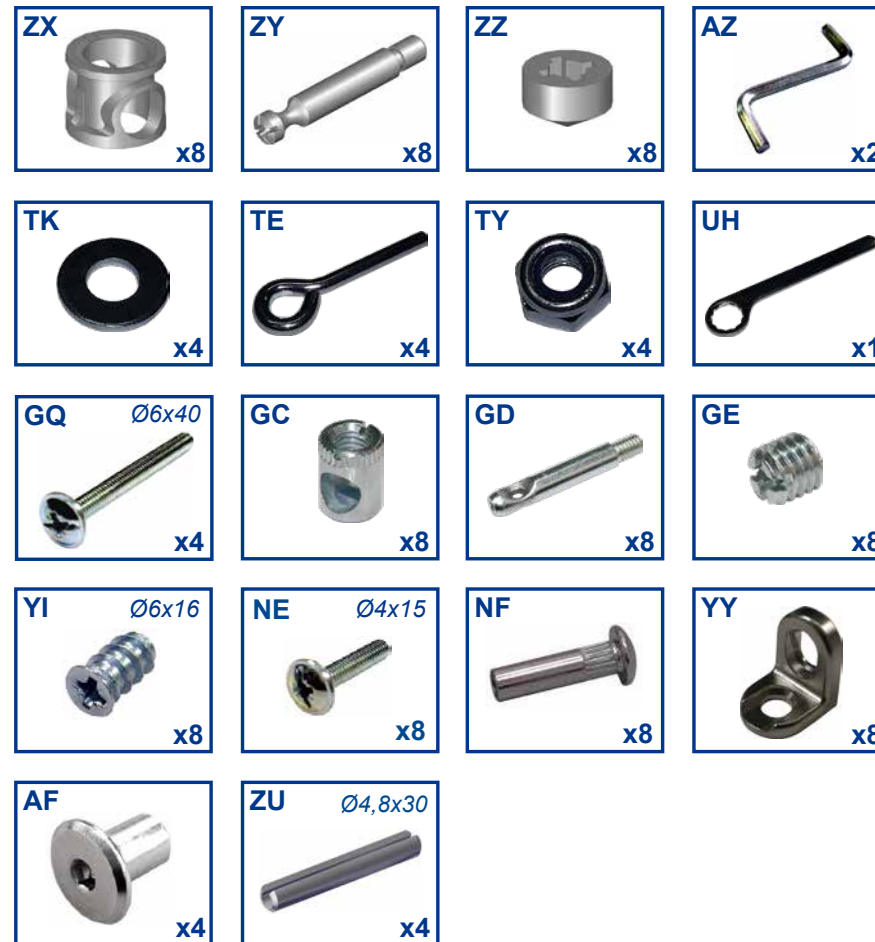 ZX
x8
ZY
x8
ZZ
x8
AZ
x2
TK
x4
TE
x4
TY
x4
UH
x1
GQ Ø6x40
x4
GC
x8
GD
x8
GE
x8
YI Ø6x16
x8
NE Ø4x15
x8
NF
x8
YY
x8
AF
x4
ZU Ø4,8x30
x4